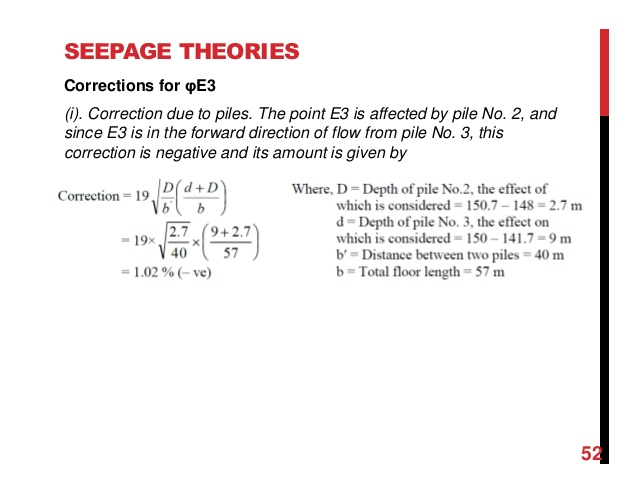 SEEPAGE THEORIES
Corrections for φE3
(i). Correction due to piles. The point E3 is affected by pile No. 2, and
since E3 is in the forward direction of flow from pile No. 3, this
correction is negative and its amount is given by
Correction = 19 √(D/b') ((d + D)/b)
= 19× √(2.7/40) × ((9 + 2.7)/57)
= 1.02 % (– ve)
Where, D = Depth of pile No.2, the effect of
which is considered = 150.7 – 148 = 2.7 m
d = Depth of pile No. 3, the effect on
which is considered = 150 – 141.7 = 9 m
b' = Distance between two piles = 40 m
b = Total floor length = 57 m
52